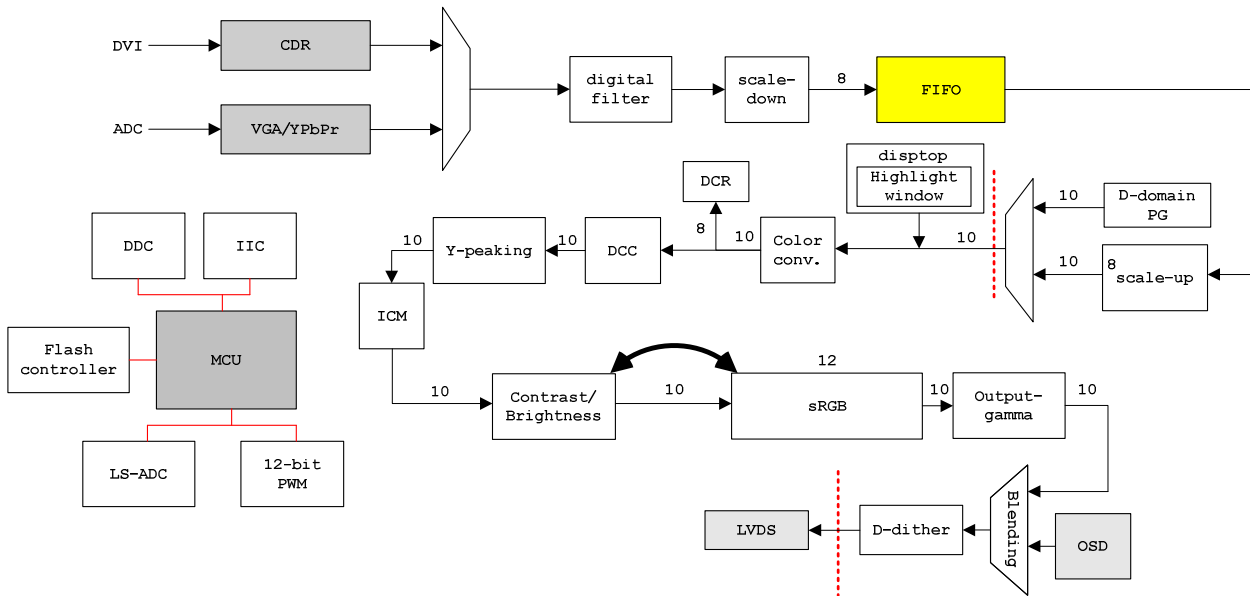 DVI
CDR
ADC
VGA/YPbPr
digital
filter
scale-
down
8
FIFO
disptop
Highlight
window
DCR
8
10
D-domain
PG
10
10
8
scale-up
10
Color
conv.
10
DCC
10
Y-peaking
10
ICM
DDC
IIC
Flash
controller
MCU
LS-ADC
12-bit
PWM
10
Contrast/
Brightness
10
12
sRGB
10
Output-
gamma
10
Blending
OSD
D-dither
LVDS